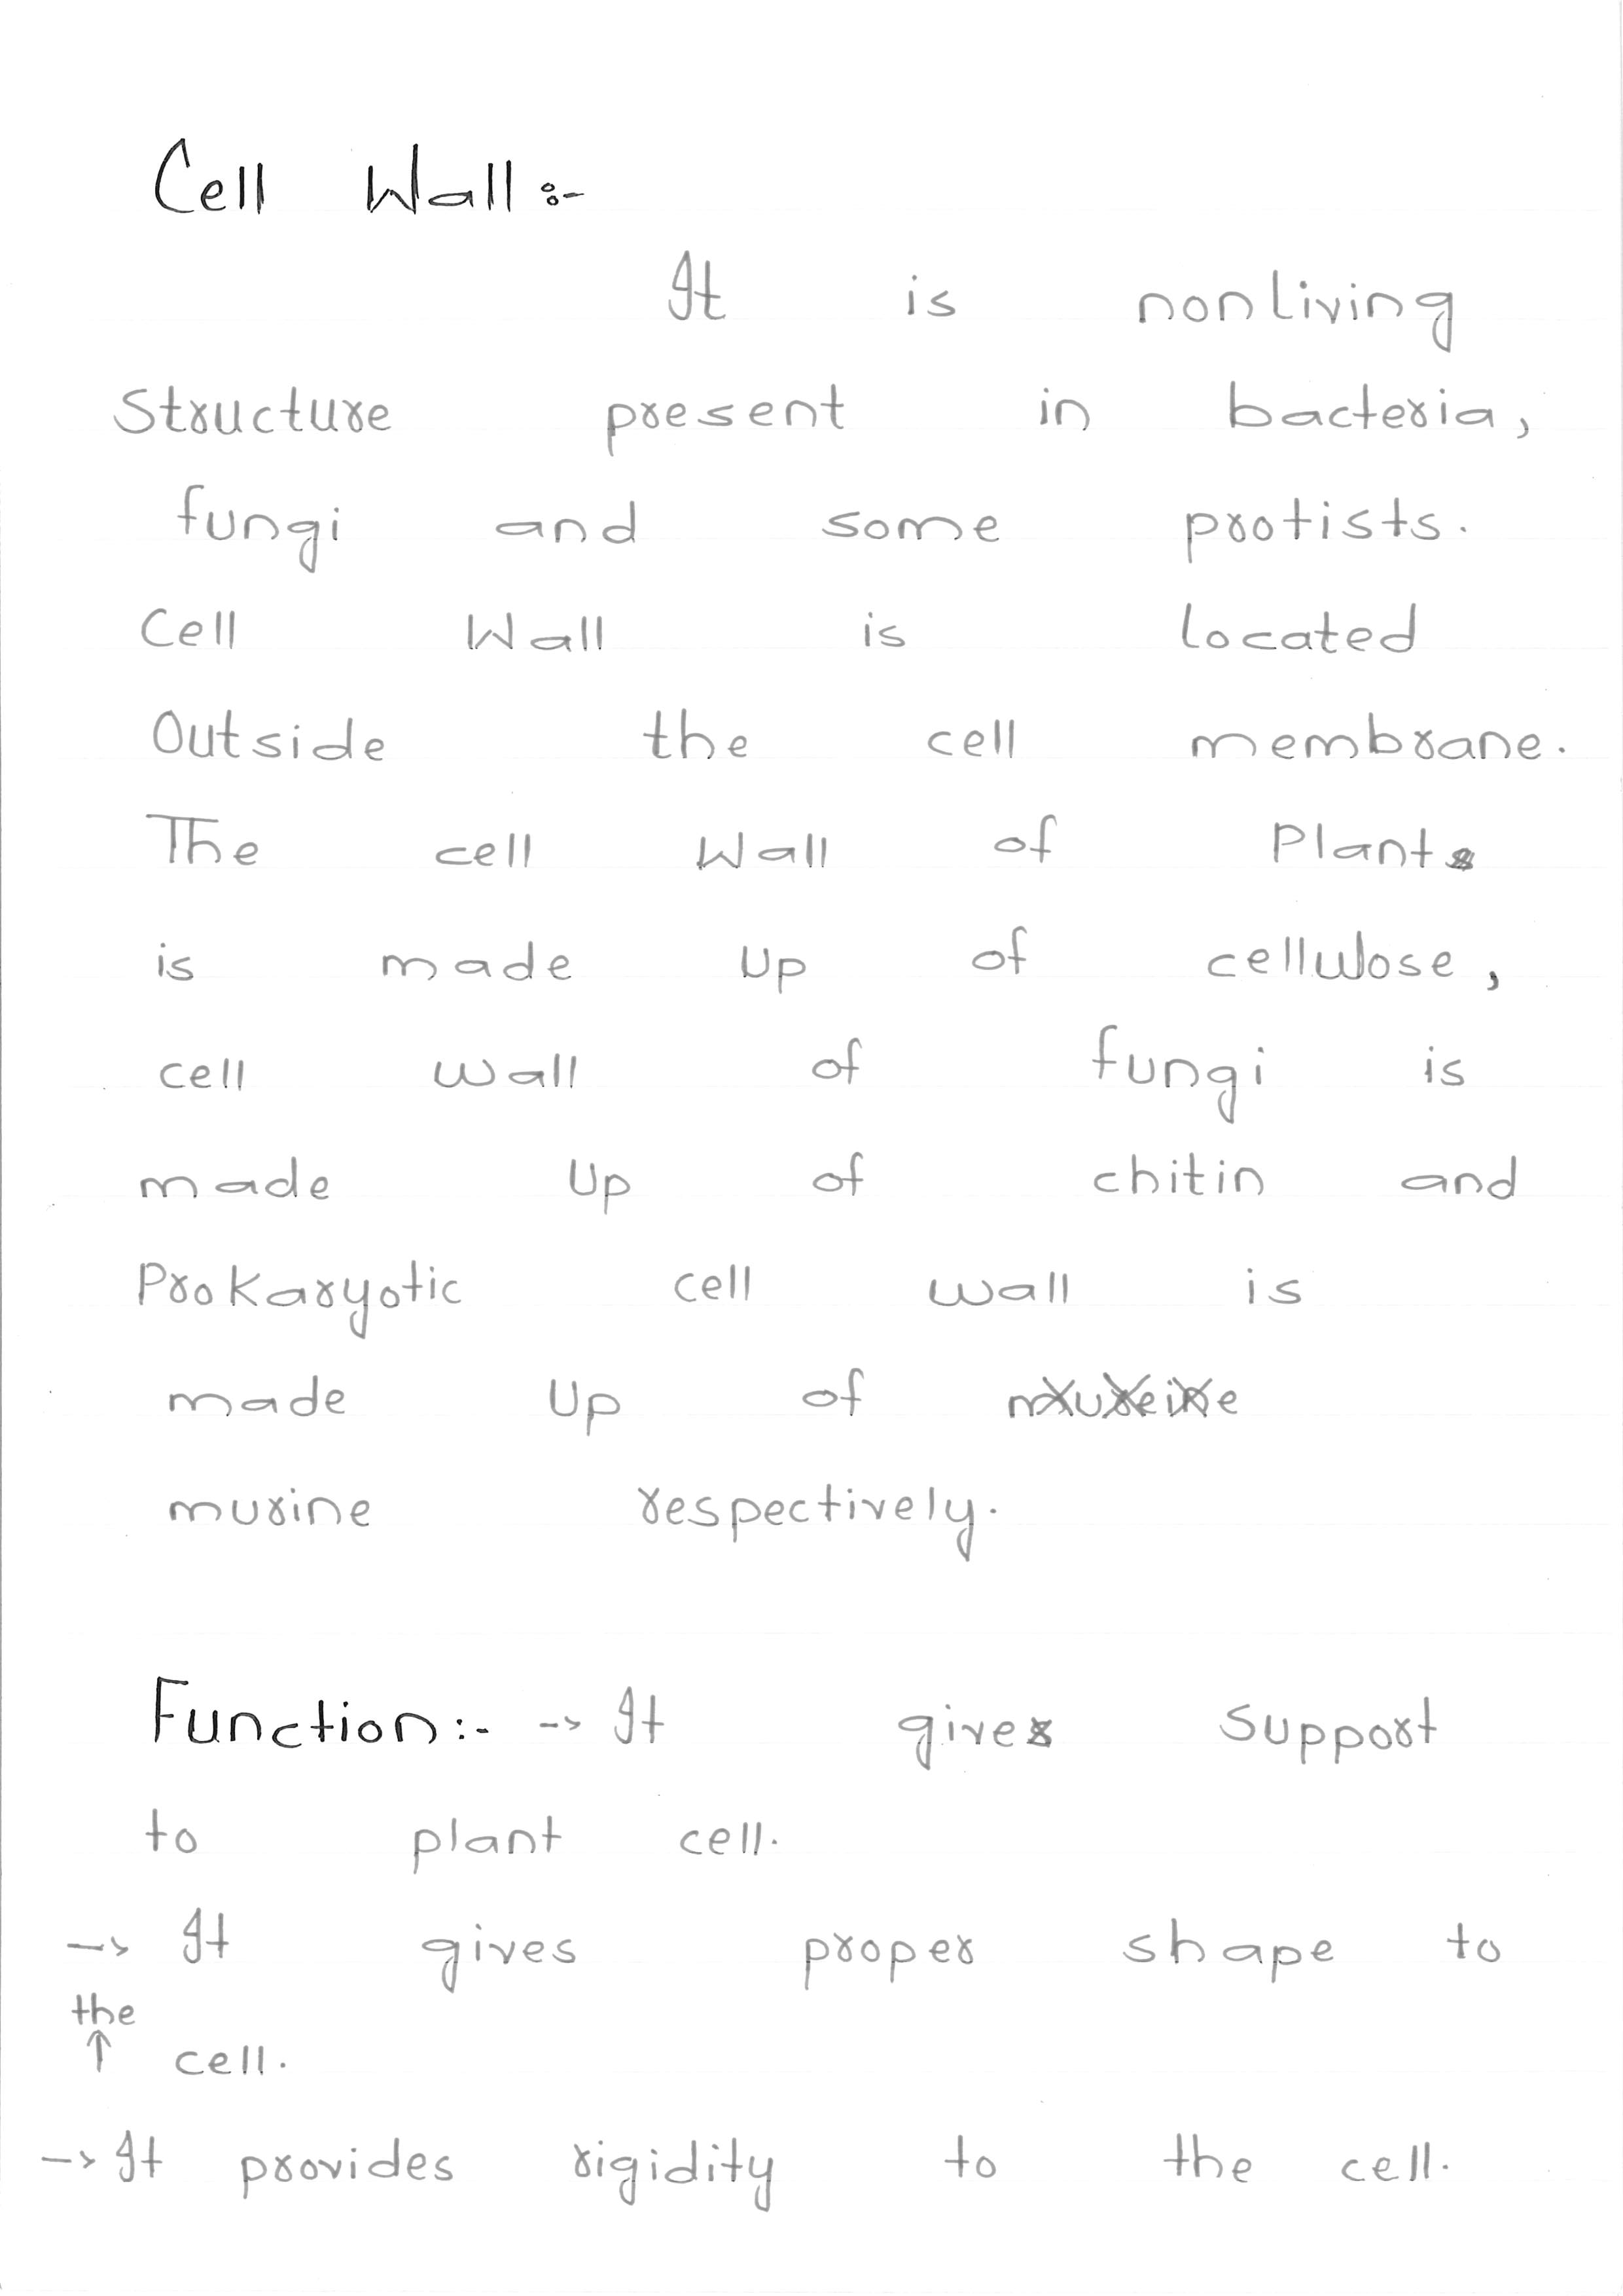 Cell Wall:-
It is nonliving
Structure present in bacteria,
fungi and some protists.
Cell Wall is located
Outside the cell membrane.
The cell Wall of Plants
is made up of cellulose,
cell wall of fungi is
made up of chitin and
Prokaryotic cell wall is
made up of
murine respectively.
Function:- -> It gives support
to plant cell.
-> It gives proper shape to
the
↑ cell.
-> It provides rigidity to the cell.